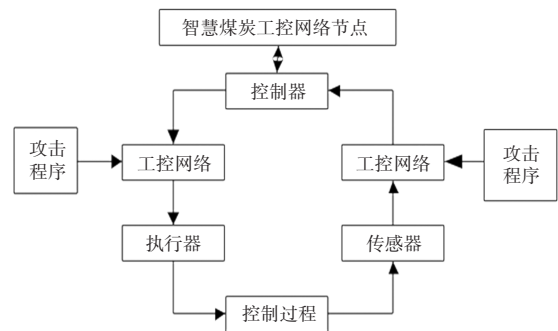 智慧煤炭工控网络节点
控制器
攻击
程序
工控网络
工控网络
攻击
程序
执行器
传感器
控制过程